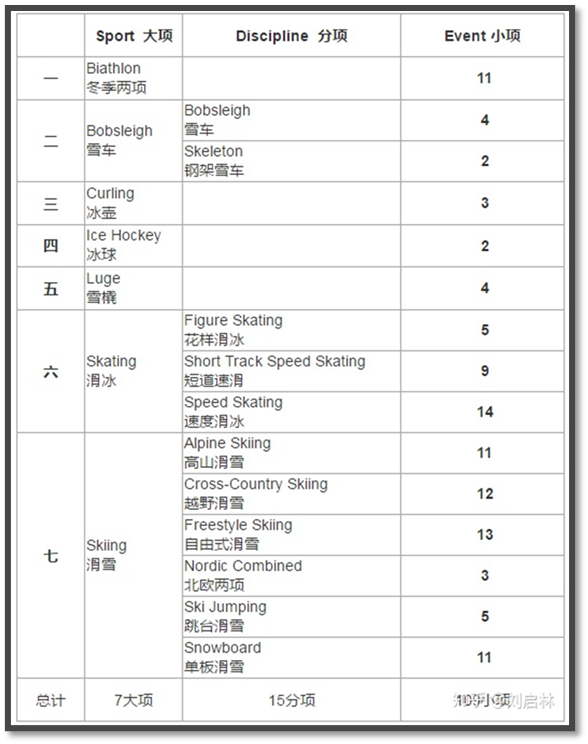 Sport 大项 Discipline 分项 Event 小项
一 Biathlon 11
冬季两项
二 Bobsleigh
雪车
Bobsleigh 4
雪车
Skeleton 2
钢架雪车
三 Curling 3
冰壶
四 Ice Hockey 2
冰球
五 Luge 4
雪橇
六 Skating
滑冰
Figure Skating 5
花样滑冰
Short Track Speed Skating 9
短道速滑
Speed Skating 14
速度滑冰
七 Skiing
滑雪
Alpine Skiing 11
高山滑雪
Cross-Country Skiing 12
越野滑雪
Freestyle Skiing 13
自由式滑雪
Nordic Combined 3
北欧两项
Ski Jumping 5
跳台滑雪
Snowboard 11
单板滑雪
总计 7大项 15分项 小项
知乎 @刘启林